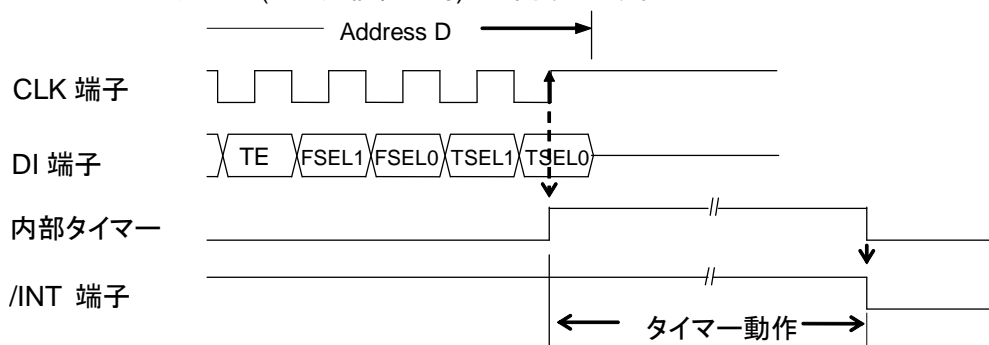 Address D
CLK 端子
DI 端子
TE FSEL1 FSEL0 TSEL1 TSEL0
内部タイマー
/INT 端子
タイマー動作